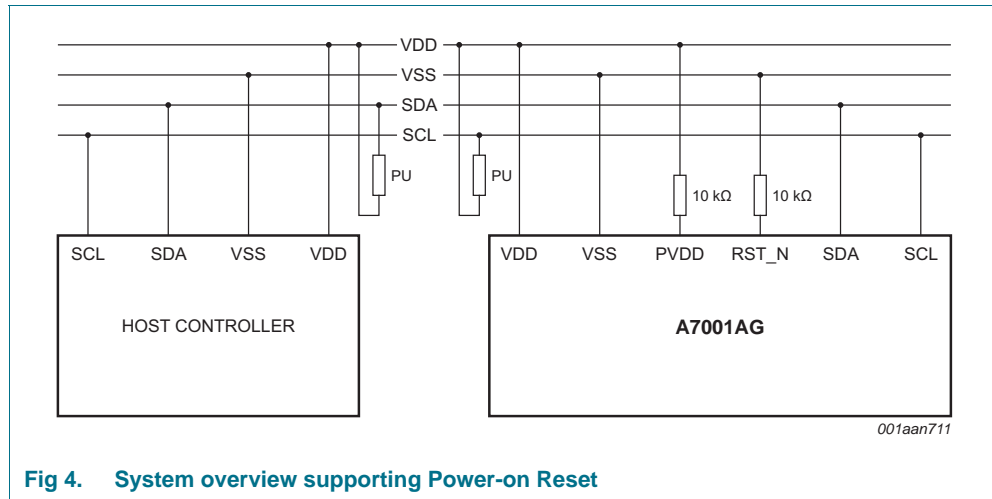 VDD
VSS
SDA
SCL
PU
PU
10 kΩ
10 kΩ
SCL SDA VSS VDD
VDD VSS PVDD RST_N SDA SCL
HOST CONTROLLER
A7001AG
001aan711
Fig 4. System overview supporting Power-on Reset